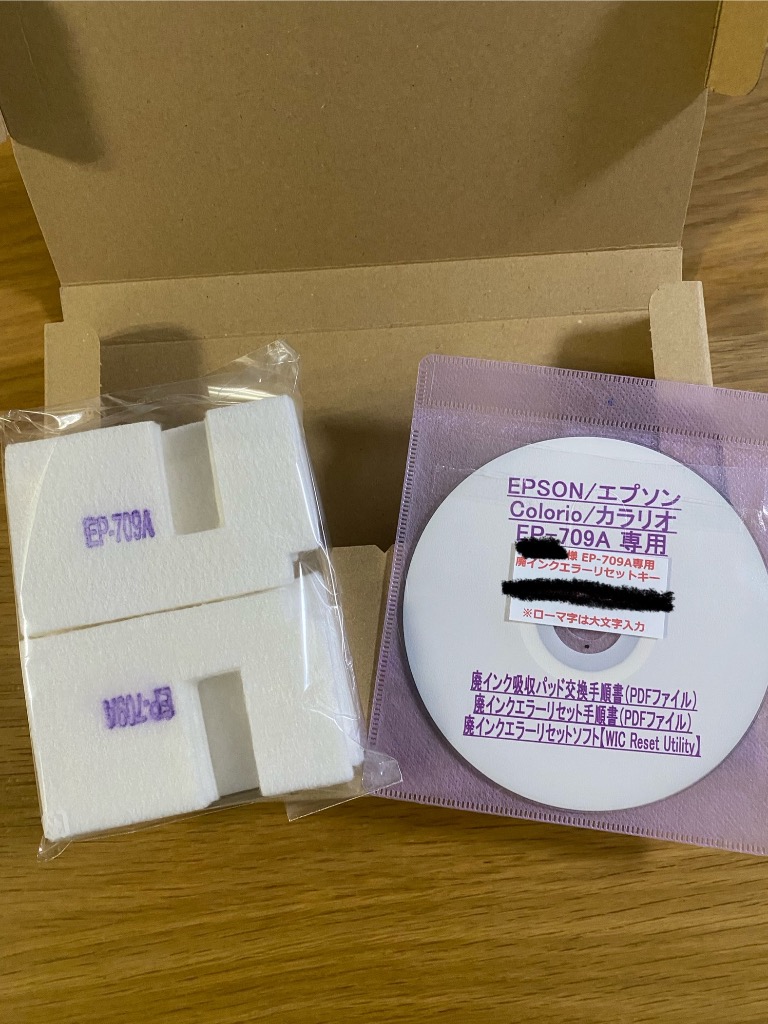 EP-709A
EP-709A
EPSON/エプソン
Colorio/カラリオ
EP-709A 専用
様 EP-709A専用
廃インクエラーリセットキー
※ローマ字は大文字入力
廃インク吸収パッド交換手順書(PDFファイル)
廃インクエラーリセット手順書(PDFファイル)
廃インクエラーリセットソフト【WIC Reset Utility】